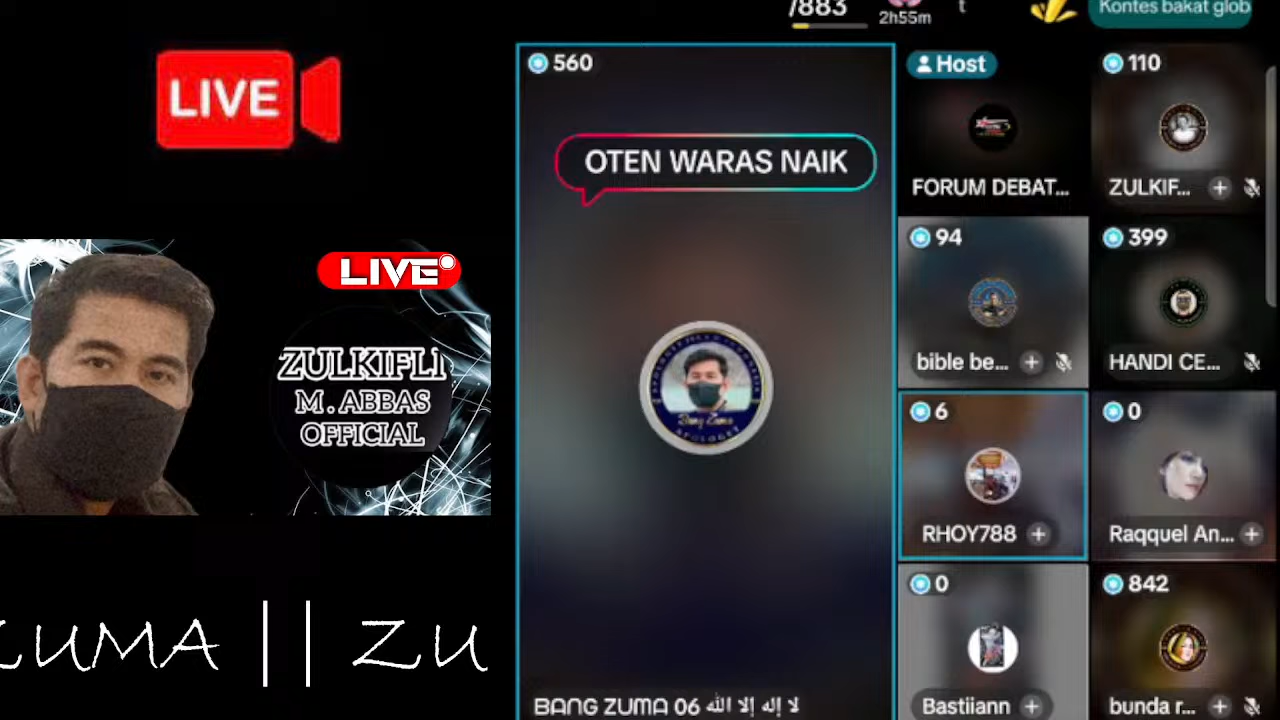 /883
2h55m
t
Kontes bakat glob
LIVE
560
OTEN WARAS NAIK
BANG ZUMA 06 لا إله إلا الله
Host
FORUM DEBAT...
110
ZULKIF...
94
bible be...
399
HANDI CE...
6
RHOY788
0
Raqquel An...
0
Bastiiann
842
bunda r...
LIVE
ZULKIFLI
M. ABBAS
OFFICIAL
ZUMA || ZU